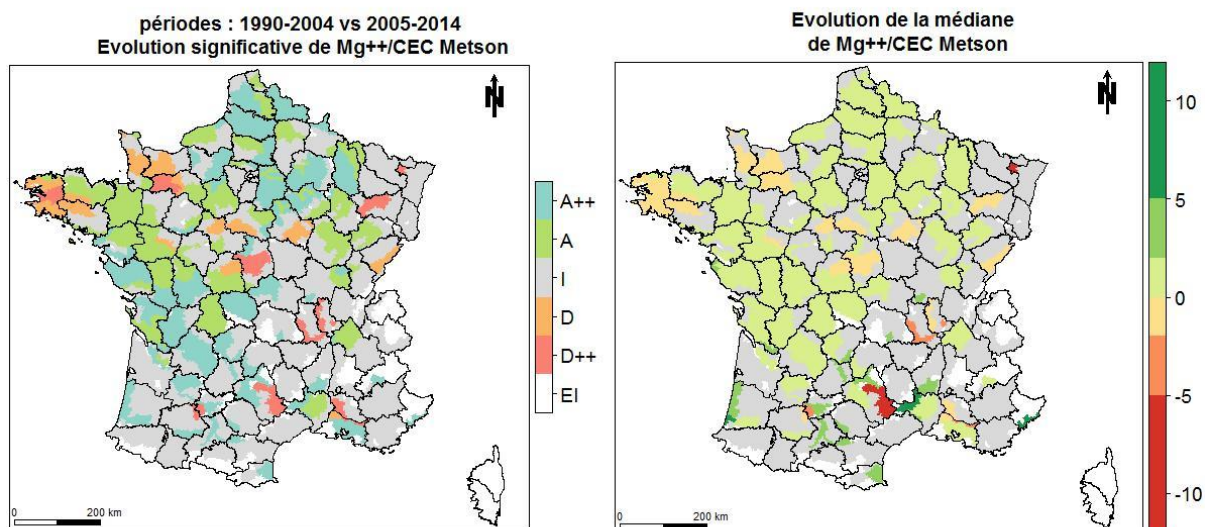 périodes : 1990-2004 vs 2005-2014
Evolution significative de Mg++/CEC Metson
N
A++
A
I
D
D++
EI
0 200 km
Evolution de la médiane
de Mg++/CEC Metson
N
10
5
0
-5
-10
0 200 km